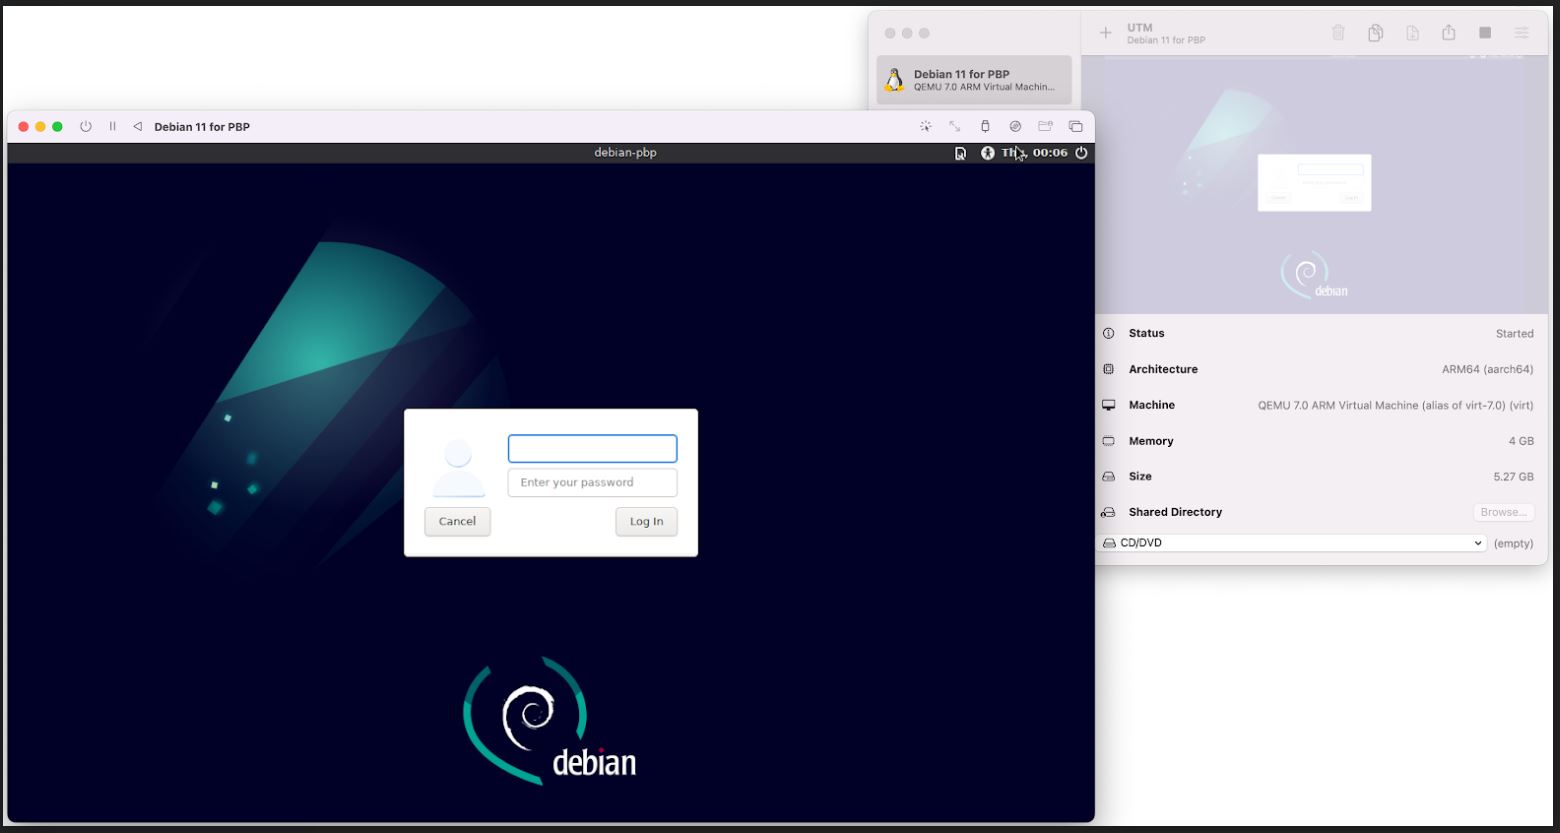 UTM
Debian 11 for PBP
Debian 11 for PBP
QEMU 7.0 ARM Virtual Machin...
Debian 11 for PBP
debian-pbp
00:06
Enter your password
Cancel
Log In
debian
debian
Status
Started
Architecture
ARM64 (aarch64)
Machine
QEMU 7.0 ARM Virtual Machine (alias of virt-7.0) (virt)
Memory
4 GB
Size
5.27 GB
Shared Directory
Browse...
CD/DVD
(empty)